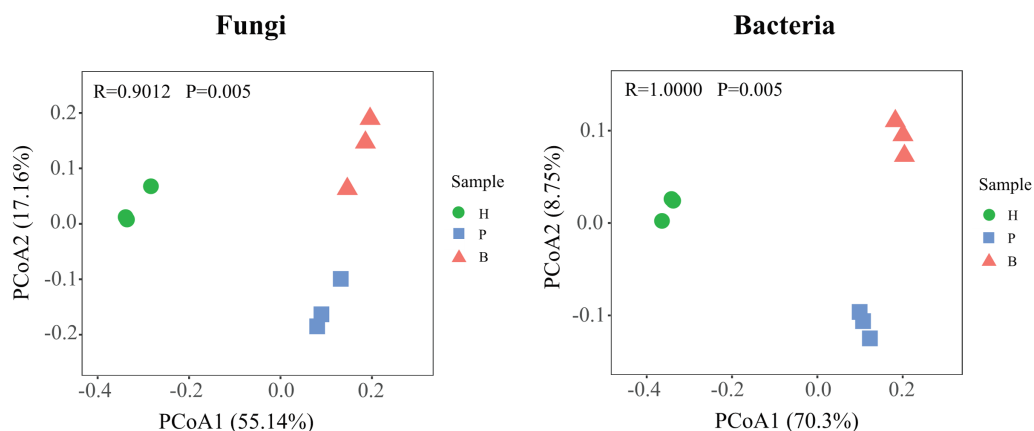 Fungi
R=0.9012 P=0.005
0.2
0.1
0.0
-0.1
-0.2
PCoA2 (17.16%)
-0.4
-0.2
0.0
0.2
PCoA1 (55.14%)
Sample
H
P
B
Bacteria
R=1.0000 P=0.005
0.1
0.0
-0.1
PCoA2 (8.75%)
-0.4
-0.2
0.0
0.2
PCoA1 (70.3%)
Sample
H
P
B